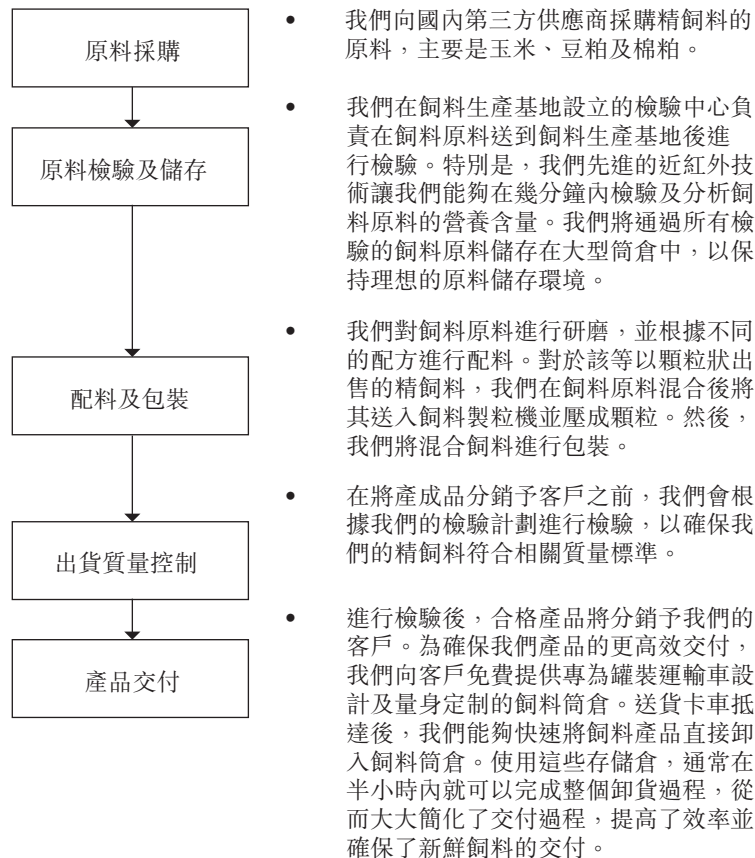 原料採購
• 我們向國內第三方供應商採購精飼料的
原料,主要是玉米、豆粕及棉粕。
原料檢驗及儲存
• 我們在飼料生產基地設立的檢驗中心負
責在飼料原料送到飼料生產基地後進
行檢驗。特別是,我們先進的近紅外技
術讓我們能夠在幾分鐘內檢驗及分析飼
料原料的營養含量。我們將通過所有檢
驗的飼料原料儲存在大型筒倉中,以保
持理想的原料儲存環境。
配料及包裝
• 我們對飼料原料進行研磨,並根據不同
的配方進行配料。對於該等以顆粒狀出
售的精飼料,我們在飼料原料混合後將
其送入飼料製粒機並壓成顆粒。然後,
我們將混合飼料進行包裝。
出貨質量控制
• 在將產成品分銷予客戶之前,我們會根
據我們的檢驗計劃進行檢驗,以確保我
們的精飼料符合相關質量標準。
產品交付
• 進行檢驗後,合格產品將分銷予我們的
客戶。為確保我們產品的更高效交付,
我們向客戶免費提供專為罐裝運輸車設
計及量身定制的飼料筒倉。送貨卡車抵
達後,我們能夠快速將飼料產品直接卸
入飼料筒倉。使用這些存儲倉,通常在
半小時內就可以完成整個卸貨過程,從
而大大簡化了交付過程,提高了效率並
確保了新鮮飼料的交付。